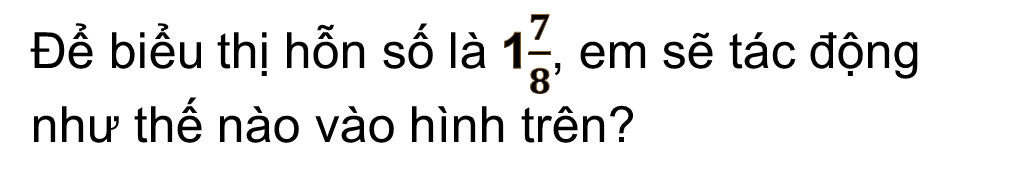 Để biểu thị hỗn số là 1 7/8, em sẽ tác động
như thế nào vào hình trên?